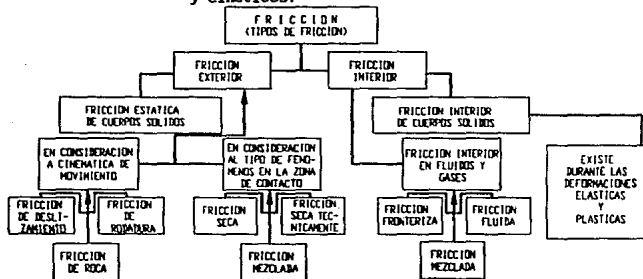 y cinéticos.
FRICCION
(TIPOS DE FRICCION)
FRICCION
EXTERIOR
FRICCION
INTERIOR
FRICCION ESTATICA
DE CUERPOS SOLIDOS
FRICCION INTERIOR
DE CUERPOS SOLIDOS
EN CONSIDERACION
A CINEMATICA DE
MOVIMIENTO
EN CONSIDERACION
AL TIPO DE FENO-
MENOS EN LA ZONA
DE CONTACTO
FRICCION INTERIOR
EN FLUIDOS Y
GASES
EXISTE
DURANTE LAS
DEFORMACIONES
ELASTICAS
Y
PLASTICAS
FRICCION
DE DESLI-
ZAMIENTO
FRICCION
DE
RODADURA
FRICCION
SECA
FRICCION
SECA TEC-
NICAMENTE
FRICCION
FRONTERIZA
FRICCION
FLUIDA
FRICCION
DE ROCA
FRICCION
MEZCLADA
FRICCION
MEZCLADA